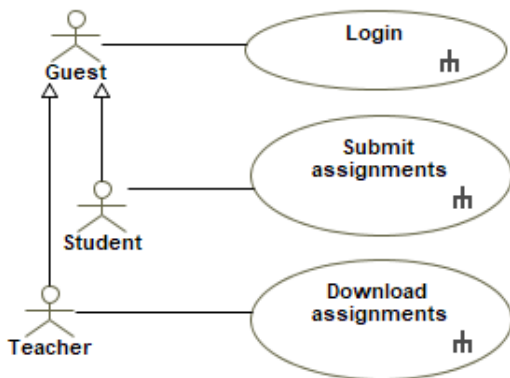 Login
Guest
Submit
assignments
Student
Download
assignments
Teacher